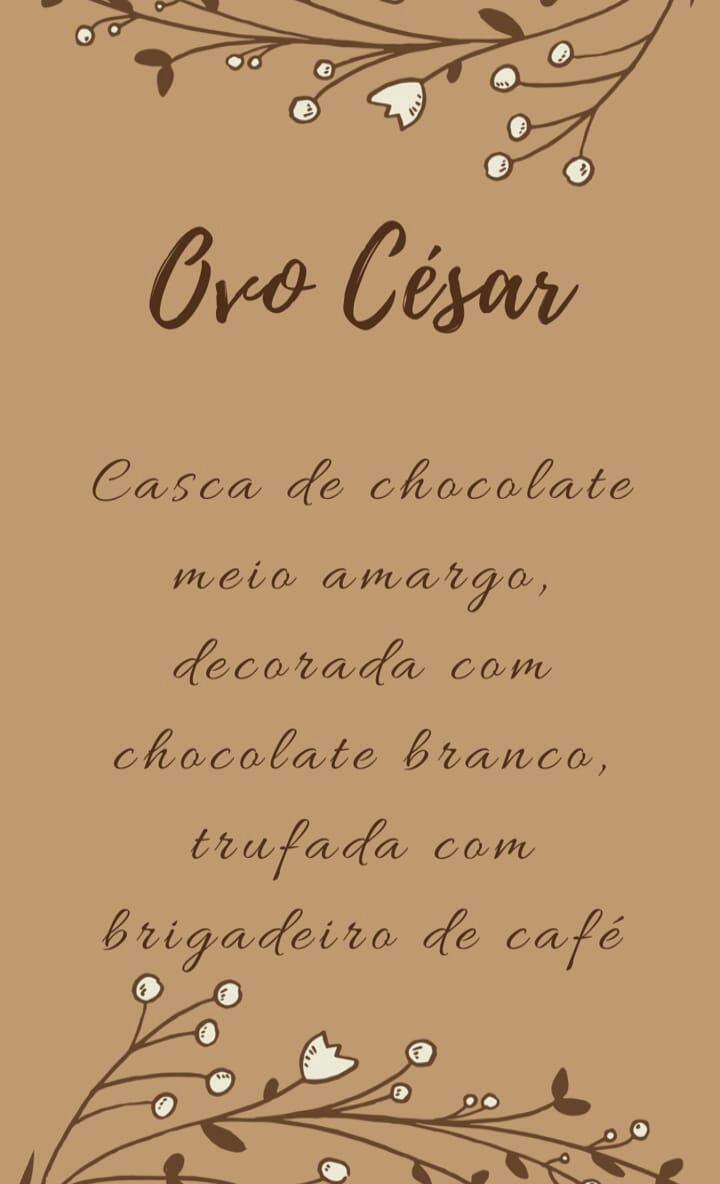 Ovo César
Casca de chocolate
meio amargo,
decorada com
chocolate branco,
trufada com
brigadeiro de café